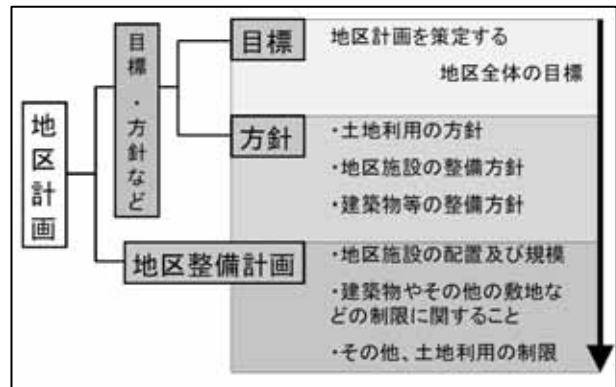 地区計画
目標・方針など
目標
地区計画を策定する
地区全体の目標
方針
・土地利用の方針
・地区施設の整備方針
・建築物等の整備方針
地区整備計画
・地区施設の配置及び規模
・建築物やその他の敷地な
どの制限に関すること
・その他、土地利用の制限